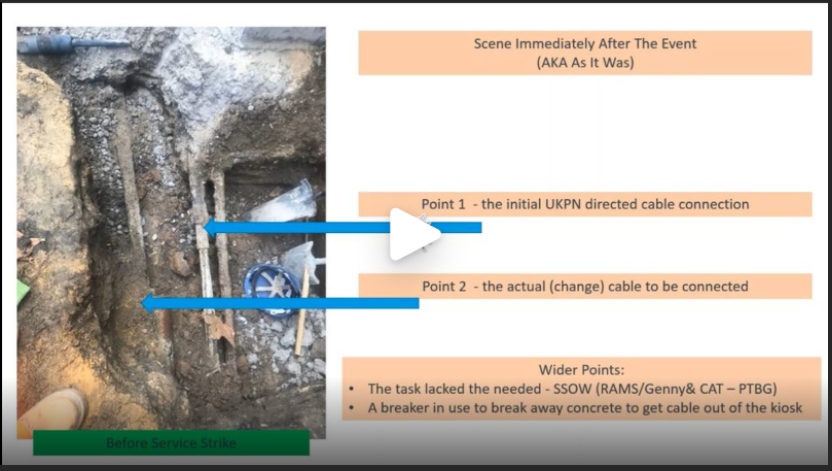 Scene Immediately After The Event
(AKA As It Was)
Point 1 - the initial UKPN directed cable connection
Point 2 - the actual (change) cable to be connected
Wider Points:
• The task lacked the needed - SSOW (RAMS/Genny& CAT – PTBG)
• A breaker in use to break away concrete to get cable out of the kiosk
Before Service Strike